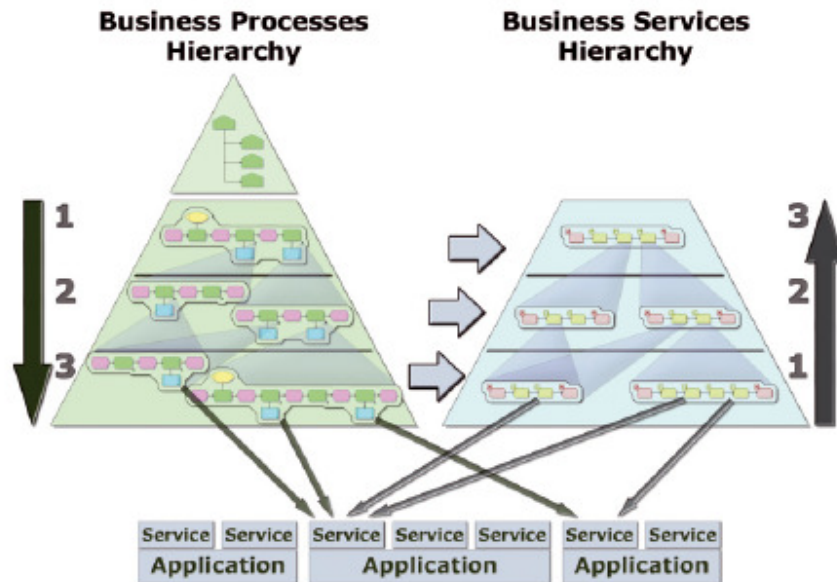 Business Processes
Hierarchy
Business Services
Hierarchy
1
2
3
3
2
1
Service Service Service Service Service Service Service
Application Application Application